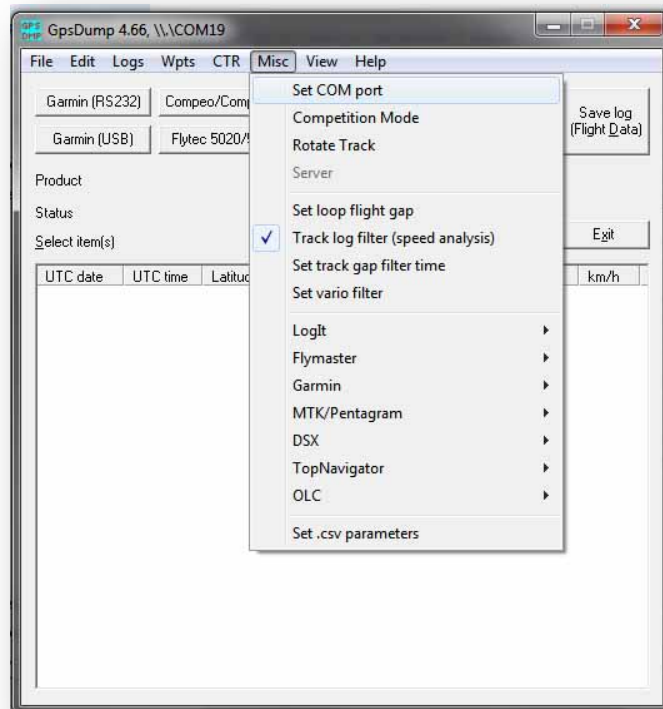 GPS DMP GpsDump 4.66, \\.\COM19
File Edit Logs Wpts CTR Misc View Help
Garmin (RS232) Compeo/Com
Garmin (USB) Flytec 5020/
Save log
(Flight Data)
Product
Status
Select item(s)
Exit
UTC date UTC time km/h
Set COM port
Competition Mode
Rotate Track
Server
Set loop flight gap
Track log filter (speed analysis)
Set track gap filter time
Set vario filter
LogIt
Flymaster
Garmin
MTK/Pentagram
DSX
TopNavigator
OLC
Set .csv parameters